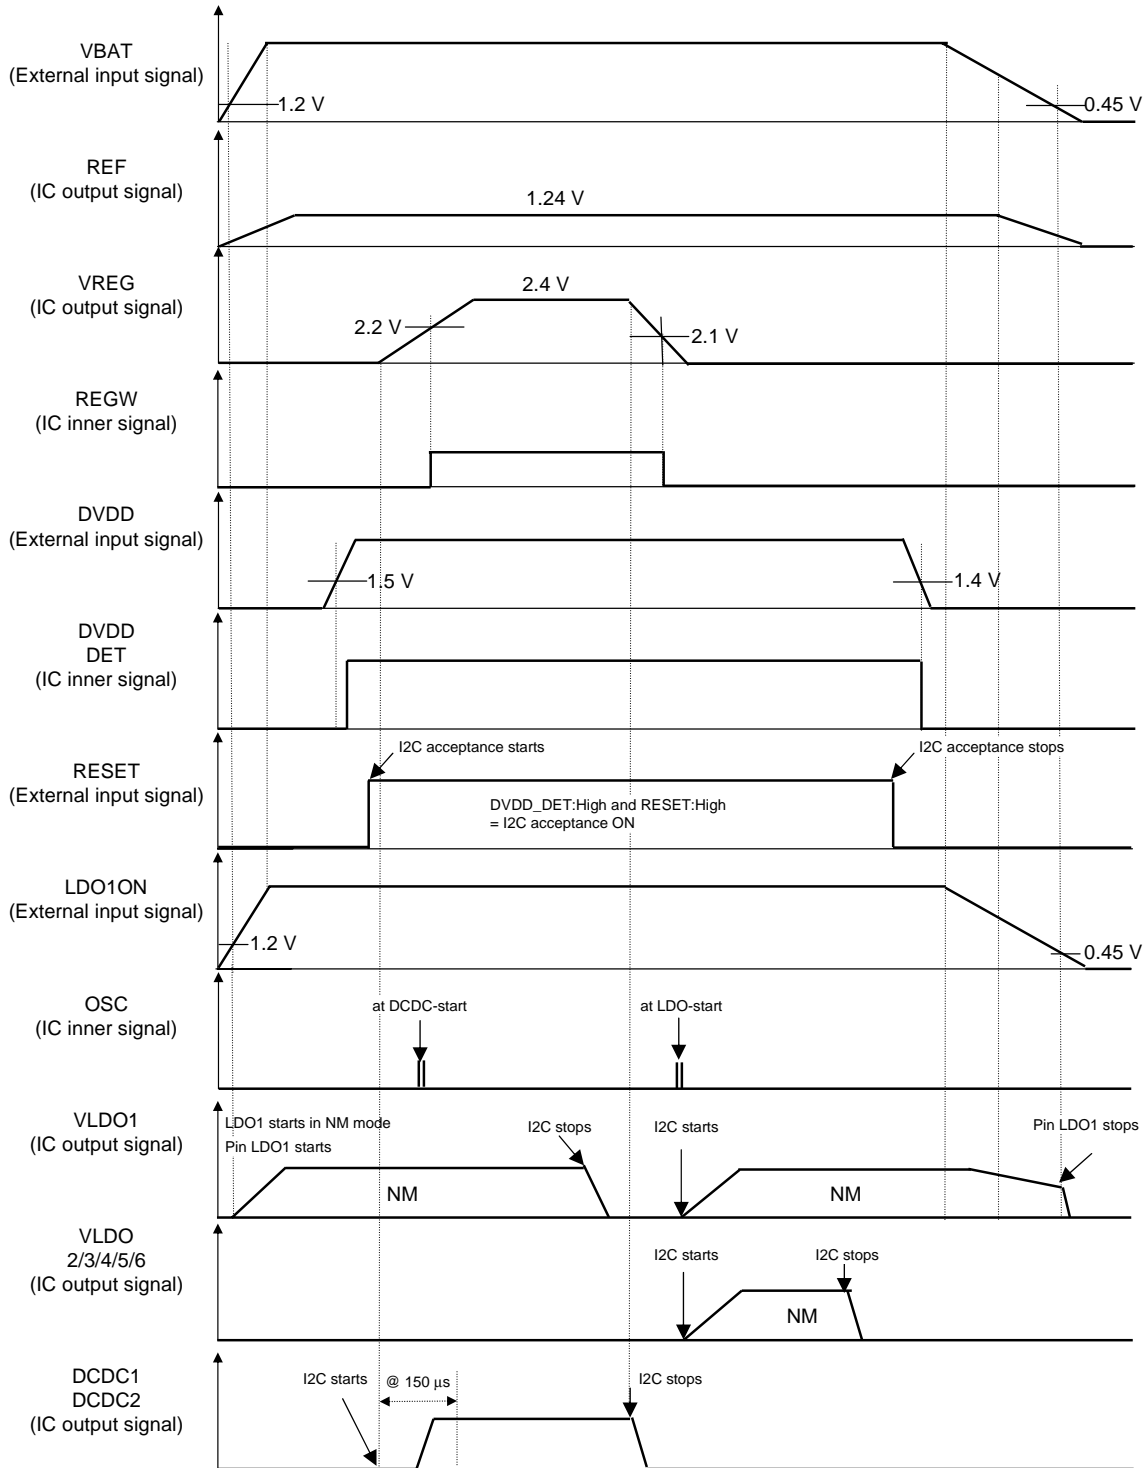 VBAT
(External input signal)
1.2 V
0.45 V
REF
(IC output signal)
1.24 V
VREG
(IC output signal)
2.4 V
2.2 V
2.1 V
REGW
(IC inner signal)
DVDD
(External input signal)
1.5 V
1.4 V
DVDD
DET
(IC inner signal)
I2C acceptance starts
I2C acceptance stops
RESET
(External input signal)
DVDD_DET:High and RESET:High
= I2C acceptance ON
LDO1ON
(External input signal)
1.2 V
0.45 V
OSC
(IC inner signal)
at DCDC-start
at LDO-start
VLDO1
(IC output signal)
LDO1 starts in NM mode
Pin LDO1 starts
I2C stops
I2C starts
Pin LDO1 stops
NM
NM
VLDO
2/3/4/5/6
(IC output signal)
I2C starts
I2C stops
NM
DCDC1
DCDC2
(IC output signal)
I2C starts
@ 150 μs
I2C stops